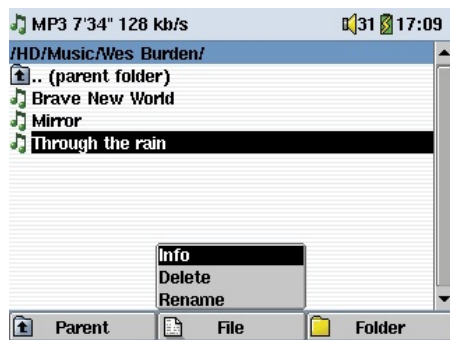 MP3 7'34" 128 kb/s 31 17:09
/HD/Music/Wes Burden/
.. (parent folder)
Brave New World
Mirror
Through the rain
Info
Delete
Rename
Parent File Folder